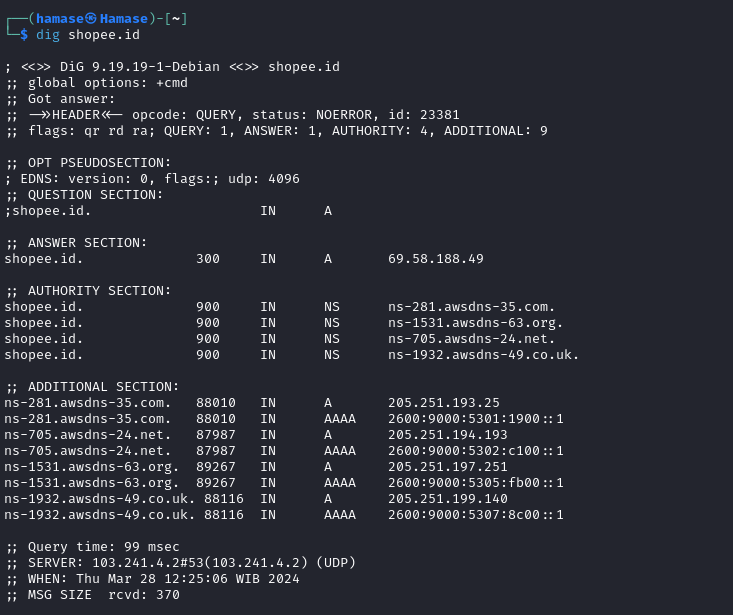 ┌──(hamase㉿Hamase)-[~]
└─$ dig shopee.id
; <<>> DiG 9.19.19-1-Debian <<>> shopee.id
;; global options: +cmd
;; Got answer:
;; ->>HEADER<<- opcode: QUERY, status: NOERROR, id: 23381
;; flags: qr rd ra; QUERY: 1, ANSWER: 1, AUTHORITY: 4, ADDITIONAL: 9
;; OPT PSEUDOSECTION:
; EDNS: version: 0, flags:; udp: 4096
;; QUESTION SECTION:
;shopee.id. IN A
;; ANSWER SECTION:
shopee.id. 300 IN A 69.58.188.49
;; AUTHORITY SECTION:
shopee.id. 900 IN NS ns-281.awsdns-35.com.
shopee.id. 900 IN NS ns-1531.awsdns-63.org.
shopee.id. 900 IN NS ns-705.awsdns-24.net.
shopee.id. 900 IN NS ns-1932.awsdns-49.co.uk.
;; ADDITIONAL SECTION:
ns-281.awsdns-35.com. 88010 IN A 205.251.193.25
ns-281.awsdns-35.com. 88010 IN AAAA 2600:9000:5301:1900::1
ns-705.awsdns-24.net. 87987 IN A 205.251.194.193
ns-705.awsdns-24.net. 87987 IN AAAA 2600:9000:5302:c100::1
ns-1531.awsdns-63.org. 89267 IN A 205.251.197.251
ns-1531.awsdns-63.org. 89267 IN AAAA 2600:9000:5305:fb00::1
ns-1932.awsdns-49.co.uk. 88116 IN A 205.251.199.140
ns-1932.awsdns-49.co.uk. 88116 IN AAAA 2600:9000:5307:8c00::1
;; Query time: 99 msec
;; SERVER: 103.241.4.2#53(103.241.4.2) (UDP)
;; WHEN: Thu Mar 28 12:25:06 WIB 2024
;; MSG SIZE rcvd: 370